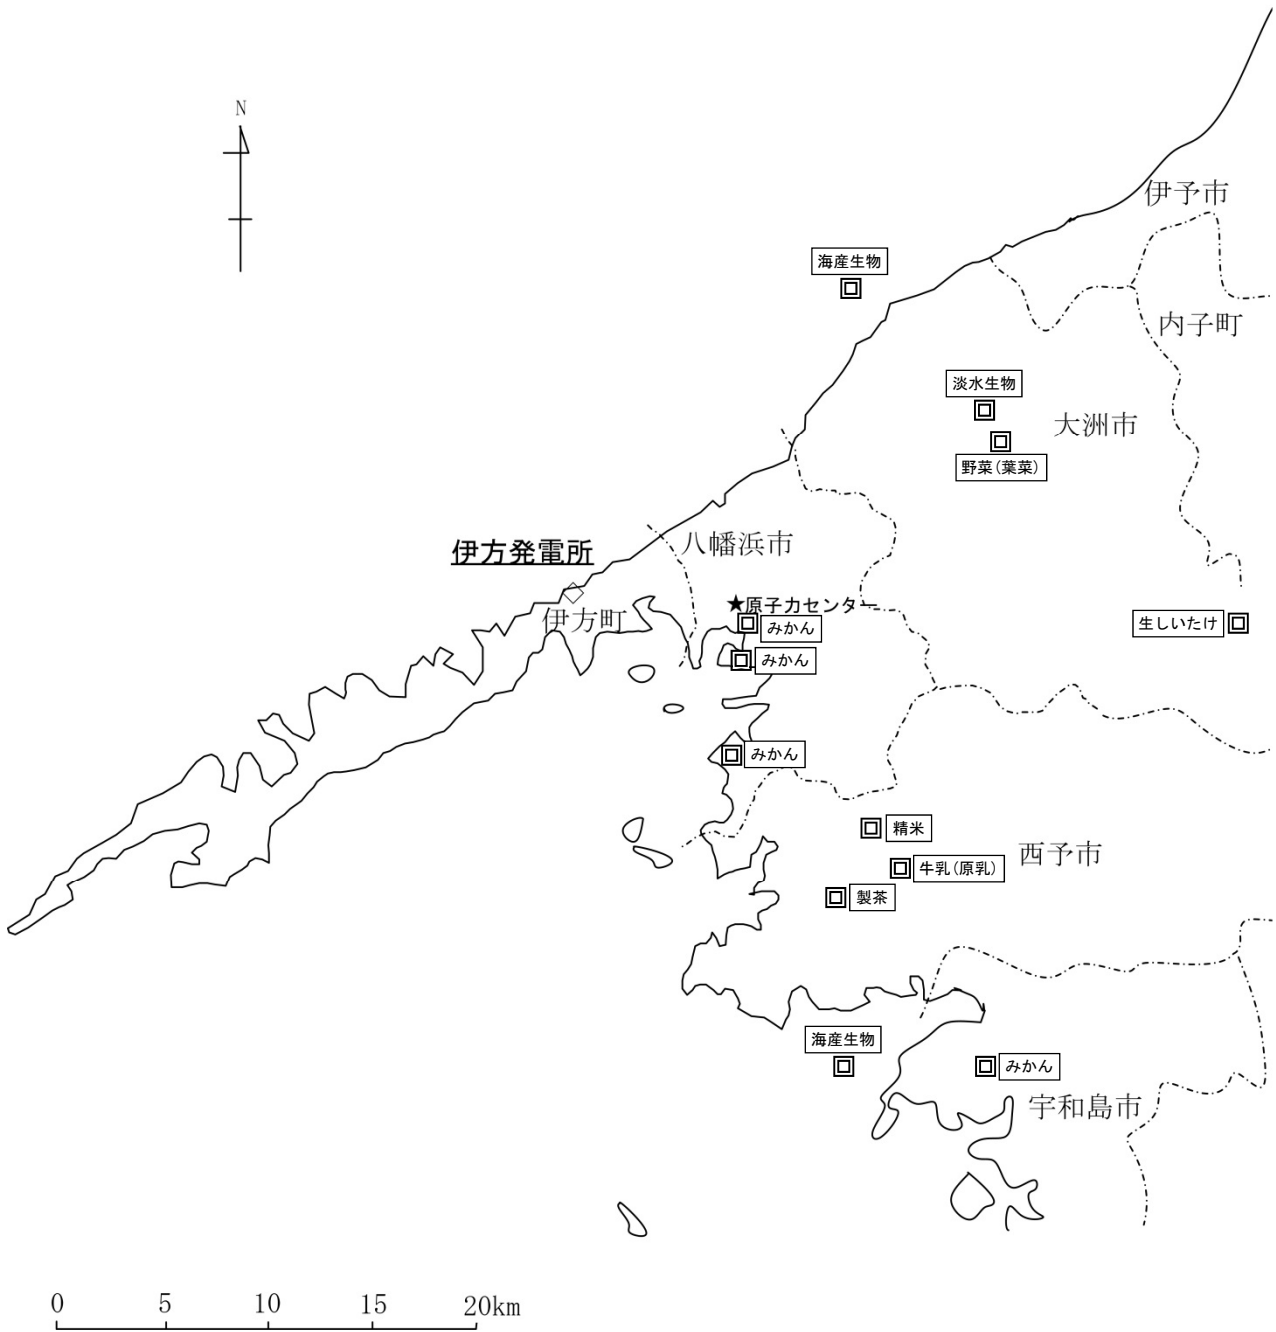 N
伊予市
海産生物
内子町
淡水生物
大洲市
野菜(葉菜)
八幡浜市
伊方発電所
★原子力センター
伊方町
みかん
生しいたけ
みかん
みかん
精米
西予市
牛乳(原乳)
製茶
海産生物
みかん
宇和島市
0 5 10 15 20km